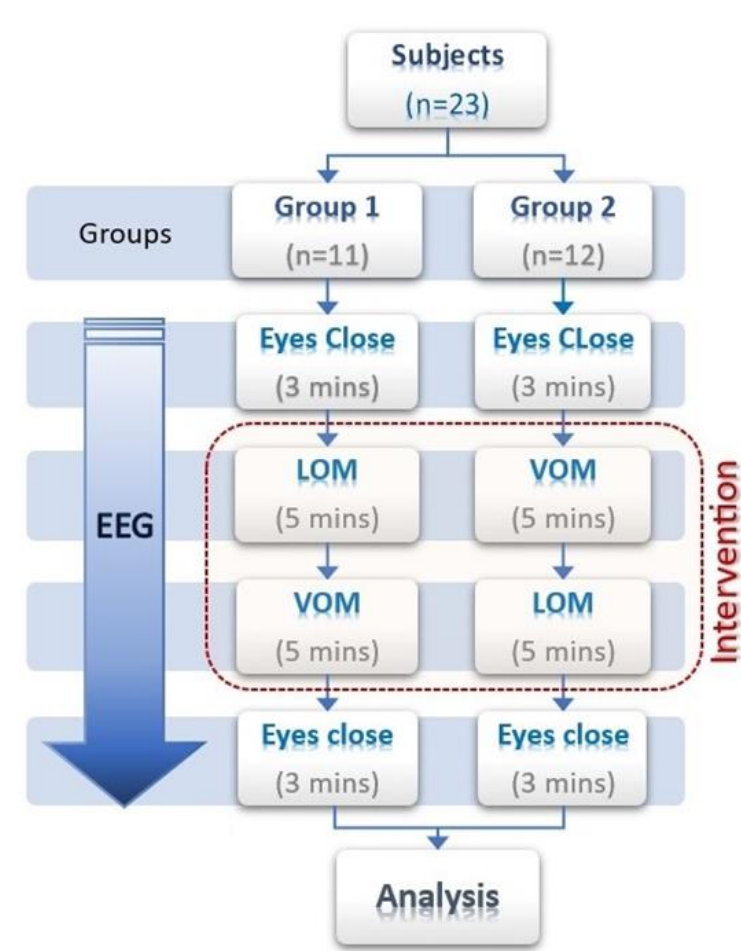 Subjects
(n=23)
Groups
Group 1
(n=11)
Group 2
(n=12)
Eyes Close
(3 mins)
Eyes CLose
(3 mins)
EEG
LOM
(5 mins)
VOM
(5 mins)
Intervention
VOM
(5 mins)
LOM
(5 mins)
Eyes close
(3 mins)
Eyes close
(3 mins)
Analysis